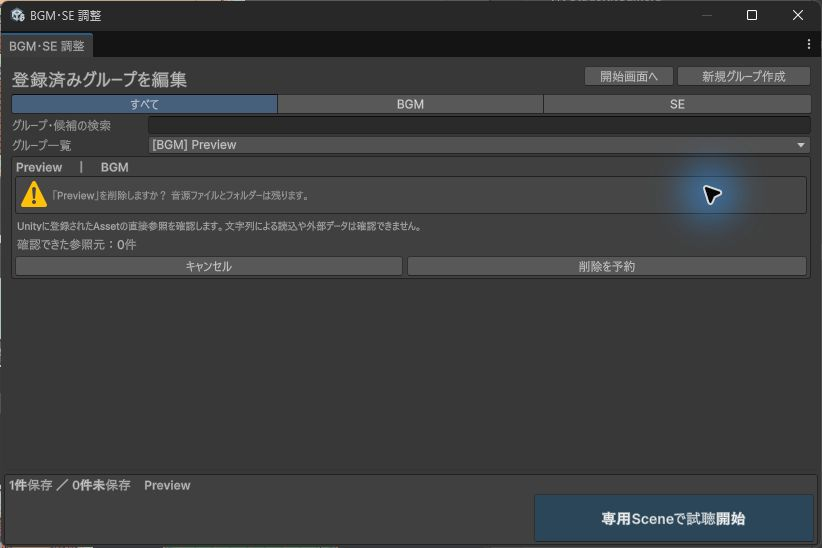 BGM･SE 調整
BGM･SE 調整
登録済みグループを編集
開始画面へ
新規グループ作成
すべて
BGM
SE
グループ･候補の検索
グループ一覧
[BGM] Preview
Preview | BGM
「Preview」を削除しますか？ 音源ファイルとフォルダーは残ります。
Unityに登録されたAssetの直接参照を確認します。文字列による読込や外部データは確認できません。
確認できた参照元：0件
キャンセル
削除を予約
1件保存 ／ 0件未保存 Preview
専用Sceneで試聴開始